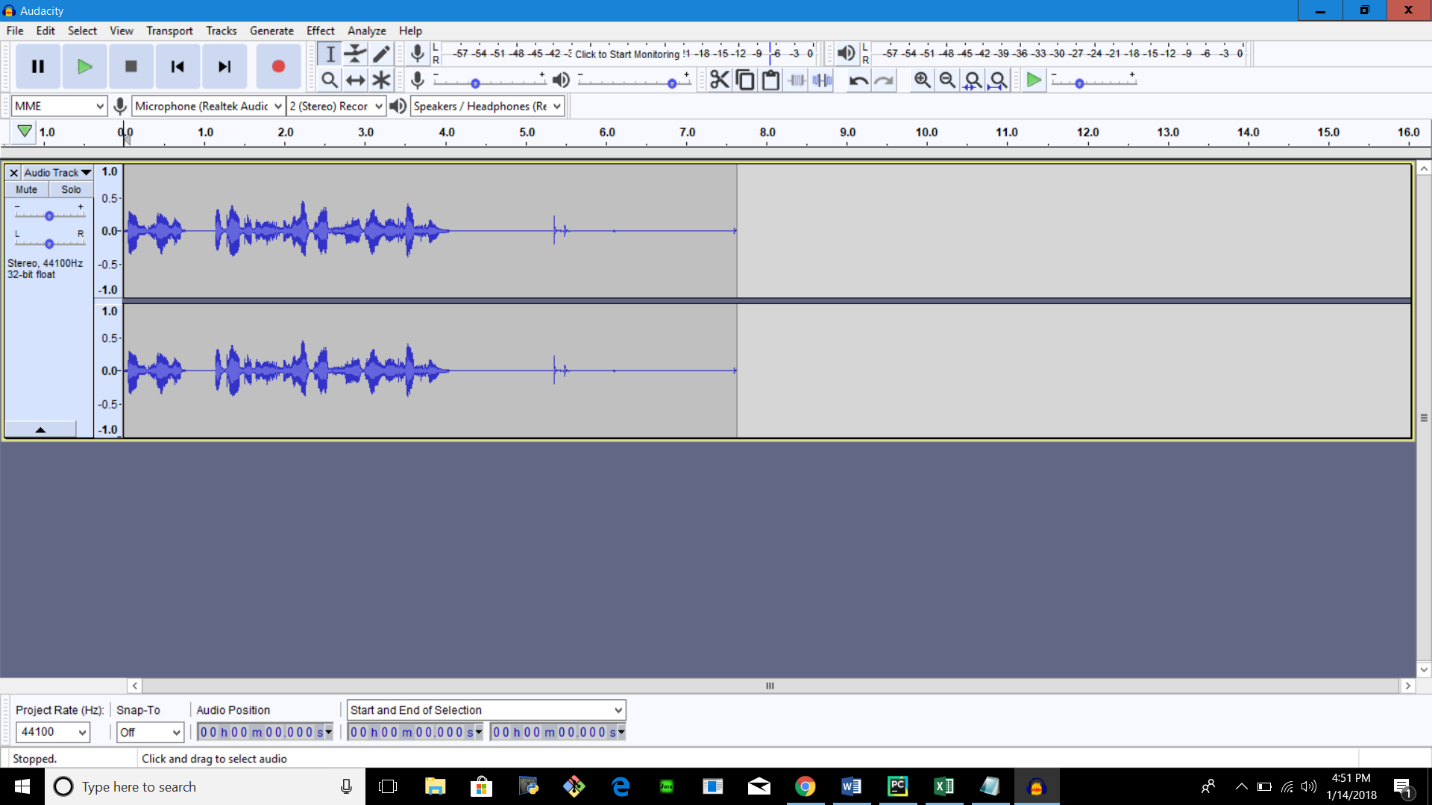 Audacity
File Edit Select View Transport Tracks Generate Effect Analyze Help
L
R
-57 -54 -51 -48 -45 -42 -3 Click to Start Monitoring !1 -18 -15 -12 -9 -6 -3 0
L
R
-57 -54 -51 -48 -45 -42 -39 -36 -33 -30 -27 -24 -21 -18 -15 -12 -9 -6 -3 0
- + - + - +
MME Microphone (Realtek Audio 2 (Stereo) Recor Speakers / Headphones (Re
1.0 0.0 1.0 2.0 3.0 4.0 5.0 6.0 7.0 8.0 9.0 10.0 11.0 12.0 13.0 14.0 15.0 16.0
X Audio Track 1.0
Mute Solo
- + 0.5
L R 0.0
Stereo, 44100Hz -0.5
32-bit float
-1.0
1.0
0.5
0.0
-0.5
-1.0
Project Rate (Hz): Snap-To Audio Position Start and End of Selection
44100 Off 00 h 00 m 00.000 s 00 h 00 m 00.000 s 00 h 00 m 00.000 s
Stopped. Click and drag to select audio
Type here to search
4:51 PM
1/14/2018
1